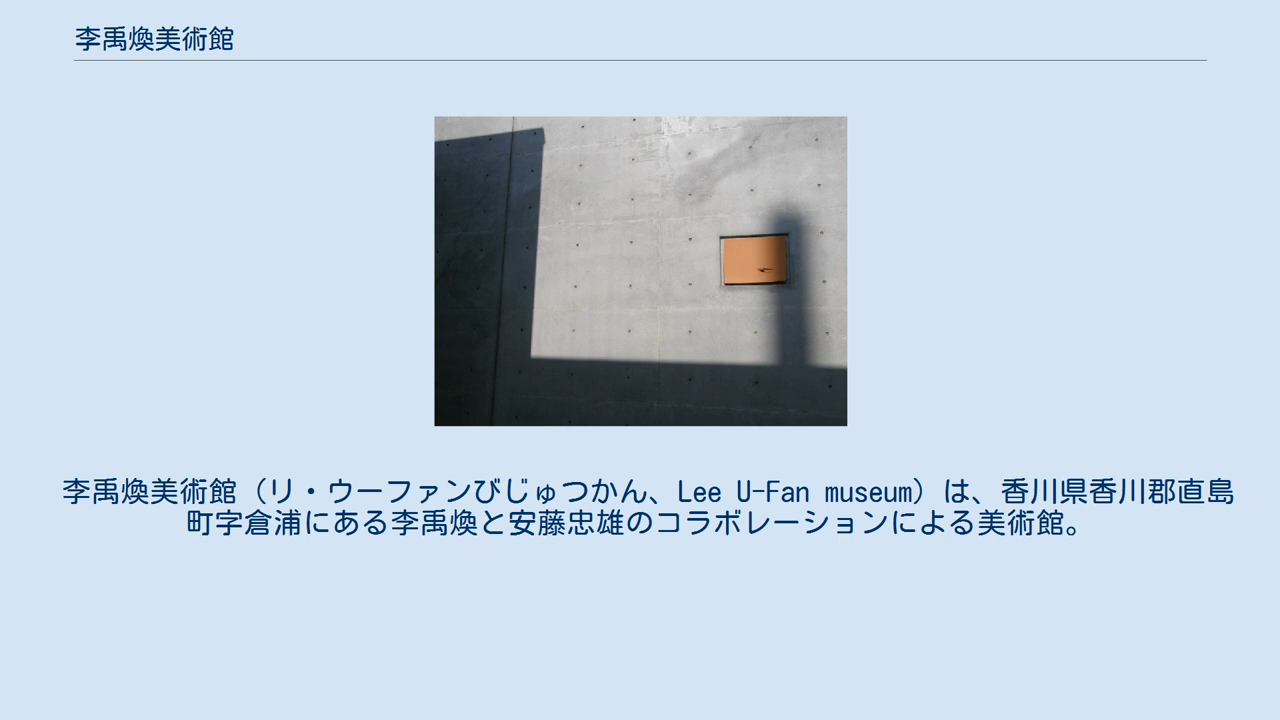 李禹煥美術館
李禹煥美術館（リ・ウーファンびじゅつかん、Lee U-Fan museum）は、香川県香川郡直島
町字倉浦にある李禹煥と安藤忠雄のコラボレーションによる美術館。